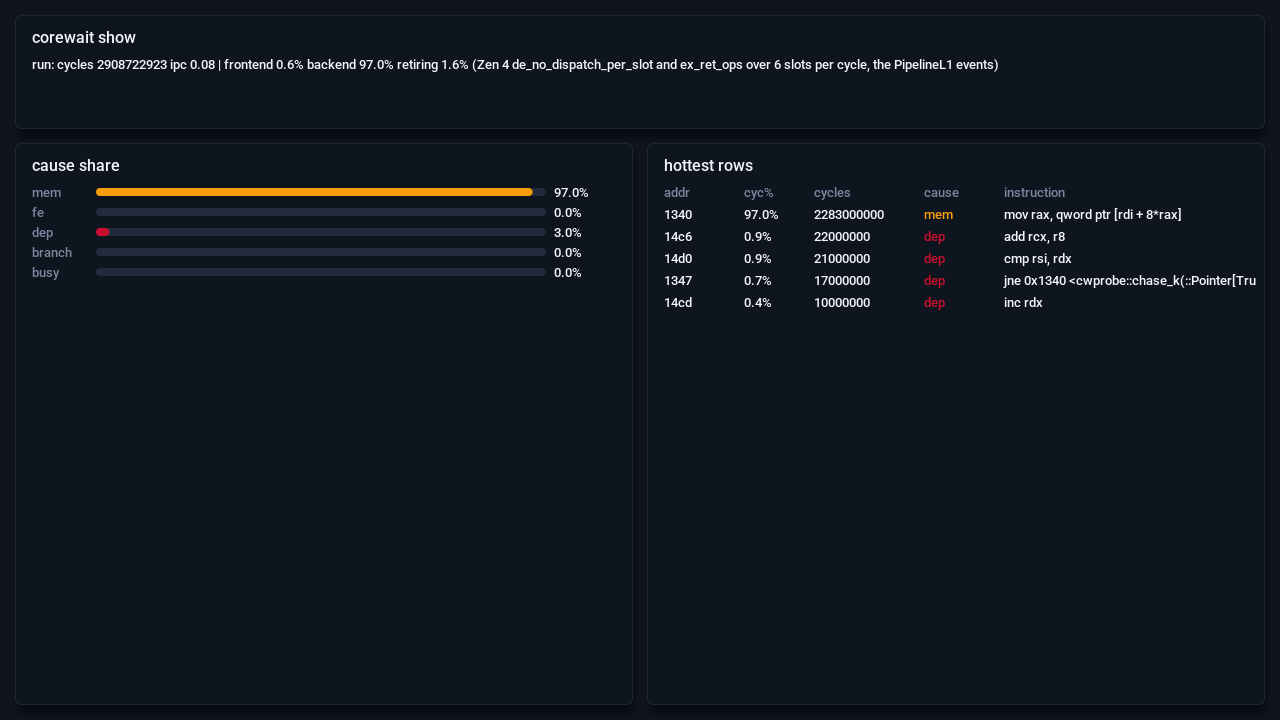 corewait show
run: cycles 2908722923 ipc 0.08 | frontend 0.6% backend 97.0% retiring 1.6% (Zen 4 de_no_dispatch_per_slot and ex_ret_ops over 6 slots per cycle, the PipelineL1 events)
cause share
mem 97.0%
fe 0.0%
dep 3.0%
branch 0.0%
busy 0.0%
hottest rows
addr cyc% cycles cause instruction
1340 97.0% 2283000000 mem mov rax, qword ptr [rdi + 8*rax]
14c6 0.9% 22000000 dep add rcx, r8
14d0 0.9% 21000000 dep cmp rsi, rdx
1347 0.7% 17000000 dep jne 0x1340 <cwprobe::chase_k(::Pointer[Tru
14cd 0.4% 10000000 dep inc rdx